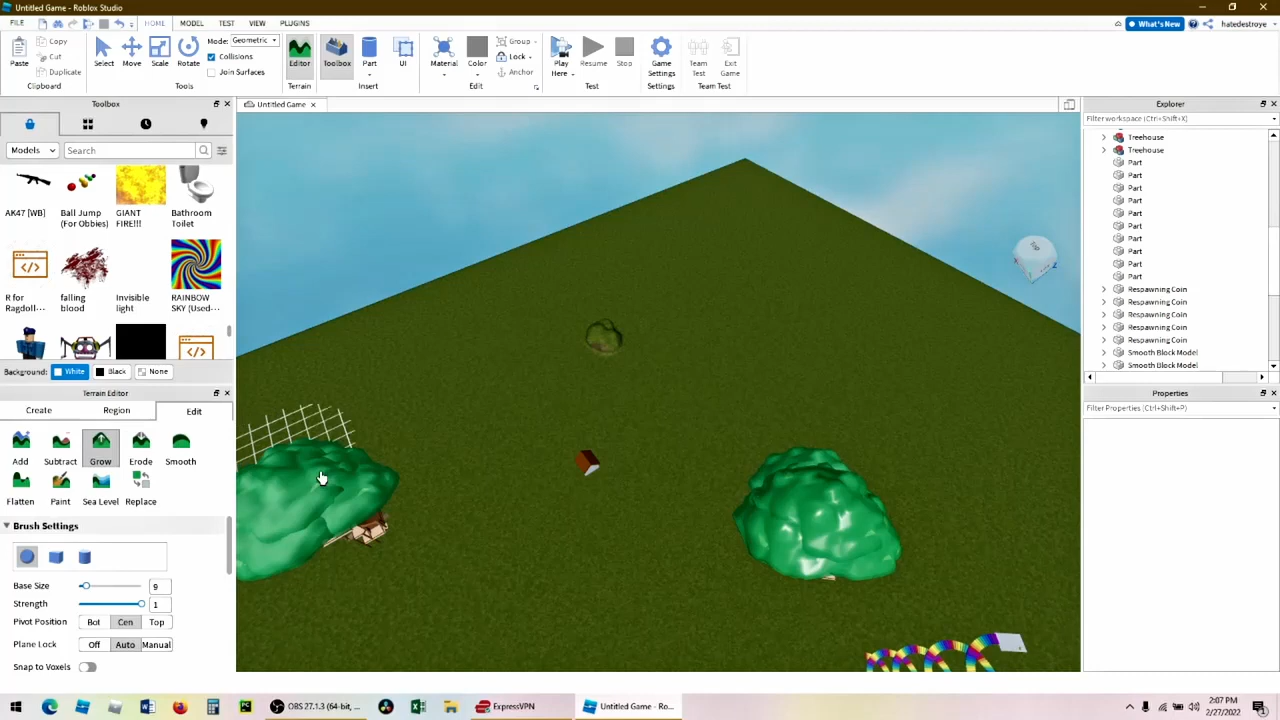 Untitled Game - Roblox Studio
FILE HOME MODEL TEST VIEW PLUGINS What's New hatedestroye
Paste Copy Cut Duplicate Clipboard
Select Move Scale Rotate Mode: Geometric Collisions Join Surfaces Tools
Editor Terrain
Toolbox Part UI Insert
Material Color Group Lock Anchor Edit
Play Here Resume Stop Test
Game Settings Settings
Team Test Exit Game Team Test
Toolbox
Untitled Game
Models Search
AK47 [WB]
Ball Jump (For Obbies)
GIANT FIRE!!!
Bathroom Toilet
R for Ragdoll...
falling blood
Invisible light
RAINBOW SKY (Used...
Background: White Black None
Terrain Editor
Create Region Edit
Add Subtract Grow Erode Smooth
Flatten Paint Sea Level Replace
Brush Settings
Base Size 9
Strength 1
Pivot Position Bot Cen Top
Plane Lock Off Auto Manual
Snap to Voxels
Explorer
Filter workspace (Ctrl+Shift+X)
Treehouse
Treehouse
Part
Part
Part
Part
Part
Part
Part
Part
Part
Part
Respawning Coin
Respawning Coin
Respawning Coin
Respawning Coin
Respawning Coin
Smooth Block Model
Smooth Block Model
Properties
Filter Properties (Ctrl+Shift+P)
OBS 27.1.3 (64-bit, ... ExpressVPN Untitled Game - Ro...
2:07 PM
2/27/2022